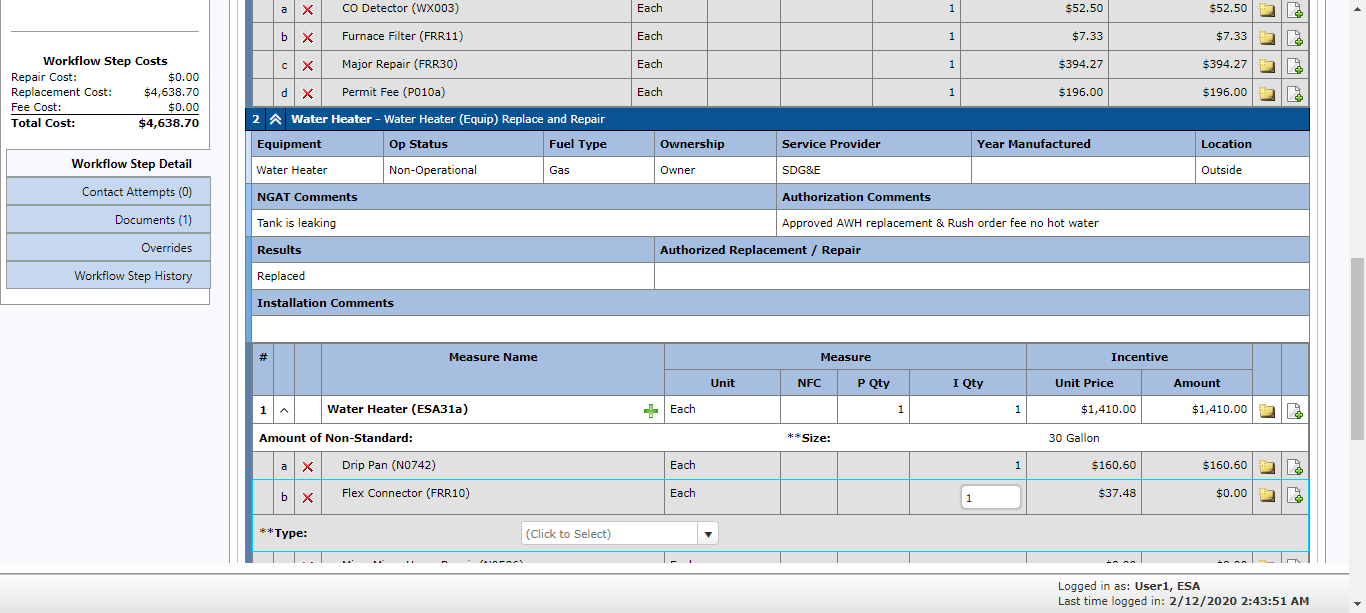 a CO Detector (WX003) Each 1 $52.50 $52.50
b Furnace Filter (FRR11) Each 1 $7.33 $7.33
c Major Repair (FRR30) Each 1 $394.27 $394.27
d Permit Fee (P010a) Each 1 $196.00 $196.00
Workflow Step Costs
Repair Cost: $0.00
Replacement Cost: $4,638.70
Fee Cost: $0.00
Total Cost: $4,638.70
Workflow Step Detail
Contact Attempts (0)
Documents (1)
Overrides
Workflow Step History
2 Water Heater - Water Heater (Equip) Replace and Repair
Equipment Op Status Fuel Type Ownership Service Provider Year Manufactured Location
Water Heater Non-Operational Gas Owner SDG&E Outside
NGAT Comments Authorization Comments
Tank is leaking Approved AWH replacement & Rush order fee no hot water
Results Authorized Replacement / Repair
Replaced
Installation Comments
# Measure Name Measure Incentive
Unit NFC P Qty I Qty Unit Price Amount
1 Water Heater (ESA31a) Each 1 1 $1,410.00 $1,410.00
Amount of Non-Standard: **Size: 30 Gallon
a Drip Pan (N0742) Each 1 $160.60 $160.60
b Flex Connector (FRR10) Each 1 $37.48 $0.00
**Type: (Click to Select)
Logged in as: User1, ESA
Last time logged in: 2/12/2020 2:43:51 AM